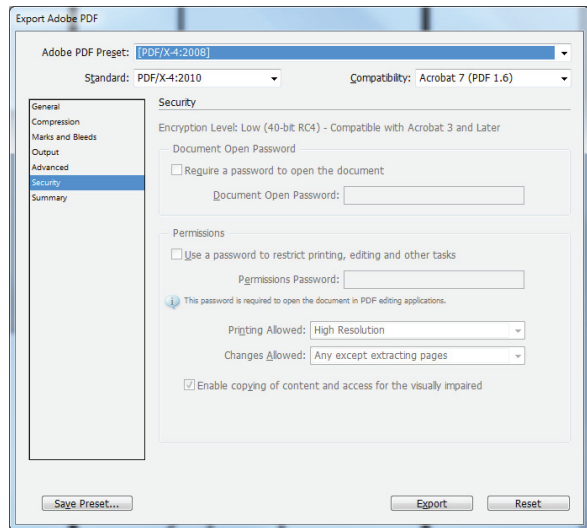 Export Adobe PDF
Adobe PDF Preset: [PDF/X-4:2008]
Standard: PDF/X-4:2010 Compatibility: Acrobat 7 (PDF 1.6)
General
Compression
Marks and Bleeds
Output
Advanced
Security
Summary
Security
Encryption Level: Low (40-bit RC4) - Compatible with Acrobat 3 and Later
Document Open Password
Require a password to open the document
Document Open Password:
Permissions
Use a password to restrict printing, editing and other tasks
Permissions Password:
This password is required to open the document in PDF editing applications.
Printing Allowed: High Resolution
Changes Allowed: Any except extracting pages
Enable copying of content and access for the visually impaired
Save Preset... Export Reset